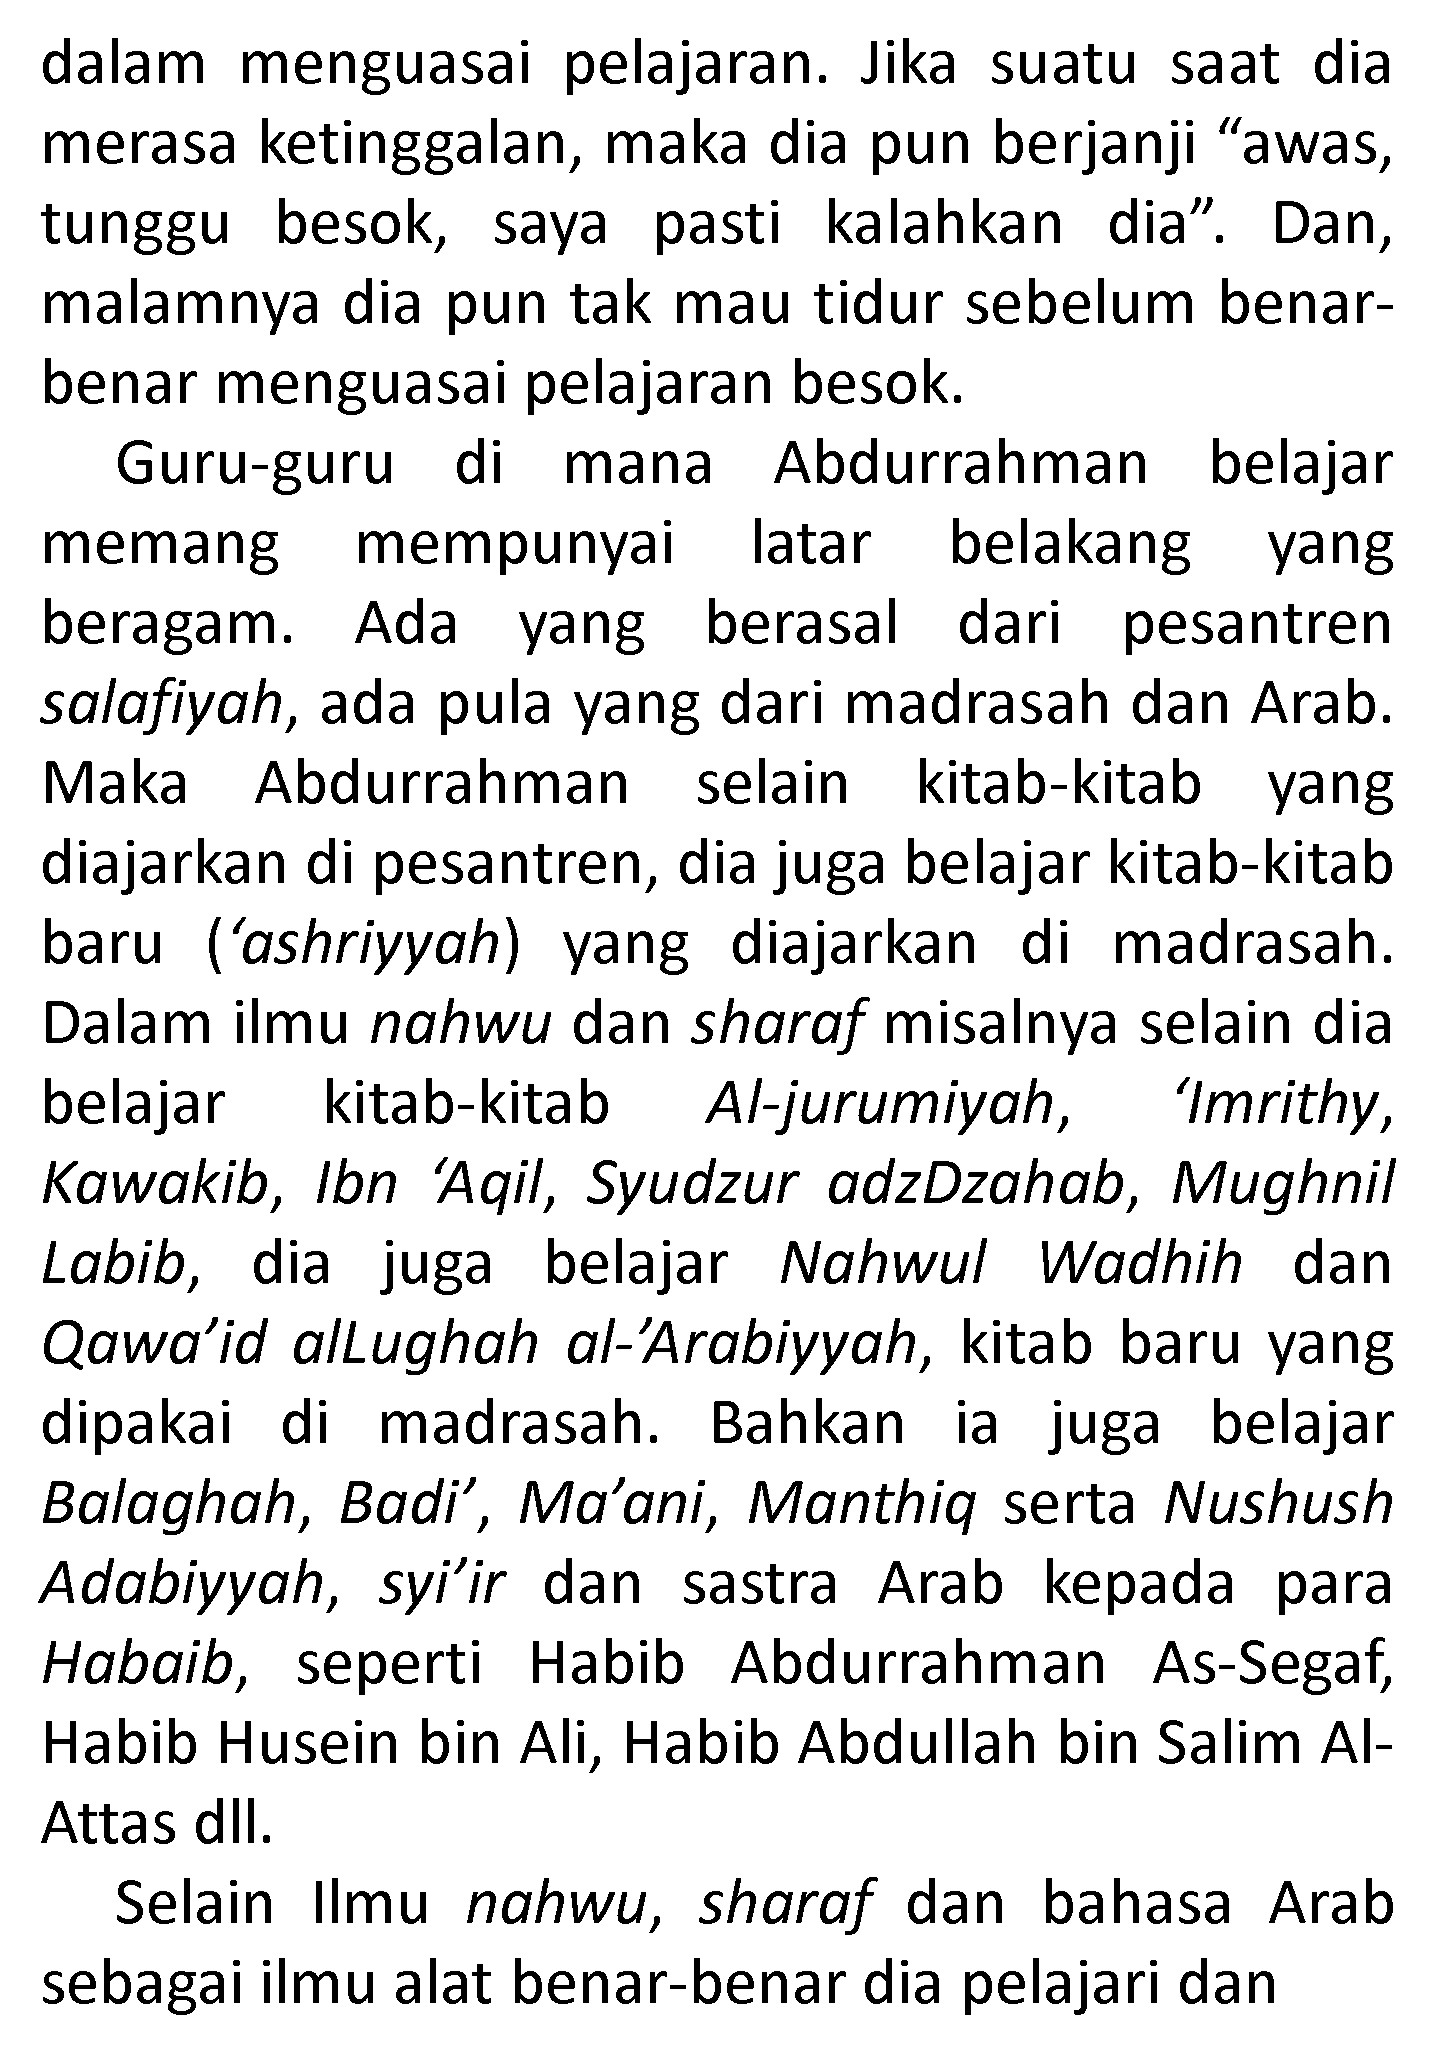 dalam menguasai pelajaran. Jika suatu saat dia
merasa ketinggalan, maka dia pun berjanji “awas,
tunggu besok, saya pasti kalahkan dia”. Dan,
malamnya dia pun tak mau tidur sebelum benar-
benar menguasai pelajaran besok.
Guru-guru di mana Abdurrahman belajar
memang mempunyai latar belakang yang
beragam. Ada yang berasal dari pesantren
salafiyah, ada pula yang dari madrasah dan Arab.
Maka Abdurrahman selain kitab-kitab yang
diajarkan di pesantren, dia juga belajar kitab-kitab
baru (‘ashriyyah) yang diajarkan di madrasah.
Dalam ilmu nahwu dan sharaf misalnya selain dia
belajar kitab-kitab Al-jurumiyah, ‘Imrithy,
Kawakib, Ibn ‘Aqil, Syudzur adzDzahab, Mughnil
Labib, dia juga belajar Nahwul Wadhih dan
Qawa’id alLughah al-’Arabiyyah, kitab baru yang
dipakai di madrasah. Bahkan ia juga belajar
Balaghah, Badi’, Ma’ani, Manthiq serta Nushush
Adabiyyah, syi’ir dan sastra Arab kepada para
Habaib, seperti Habib Abdurrahman As-Segaf,
Habib Husein bin Ali, Habib Abdullah bin Salim Al-
Attas dll.
Selain Ilmu nahwu, sharaf dan bahasa Arab
sebagai ilmu alat benar-benar dia pelajari dan